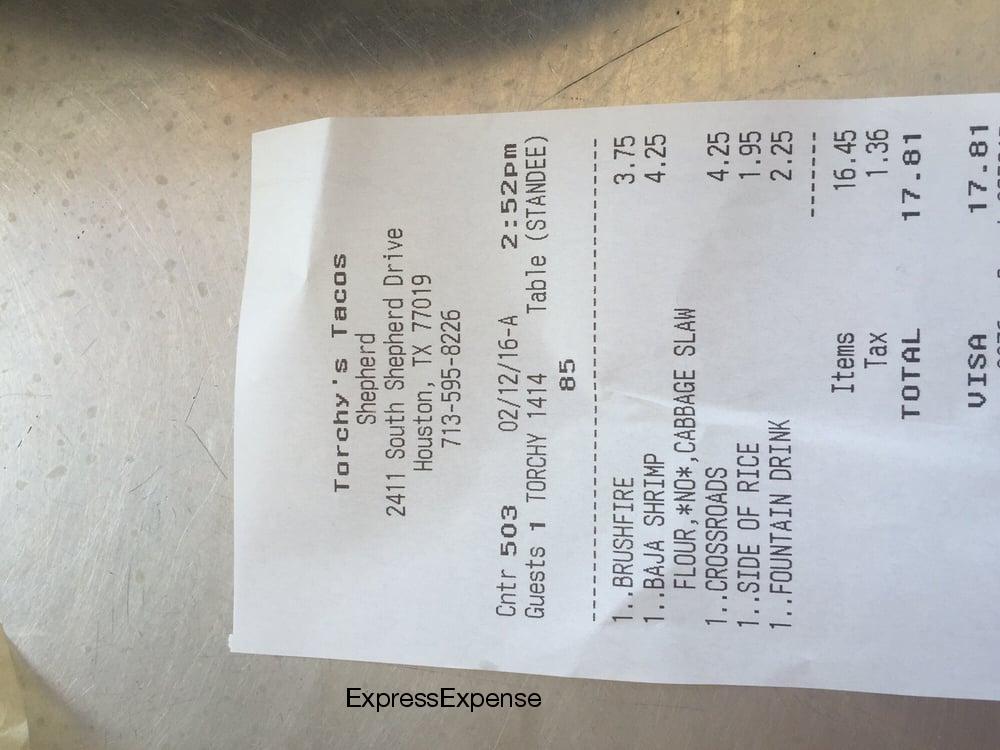 Torchy's Tacos
Shepherd
2411 South Shepherd Drive
Houston, TX 77019
713-595-8226
Cntr 503 02/12/16-A 2:52pm
Guests 1 TORCHY 1414 Table (STANDEE)
85
--------------------------------------
1..BRUSHFIRE 3.75
1..BAJA SHRIMP 4.25
FLOUR,*NO*,CABBAGE SLAW
1..CROSSROADS 4.25
1..SIDE OF RICE 1.95
1..FOUNTAIN DRINK 2.25
------
Items 16.45
Tax 1.36
TOTAL 17.81
VISA 17.81
ExpressExpense